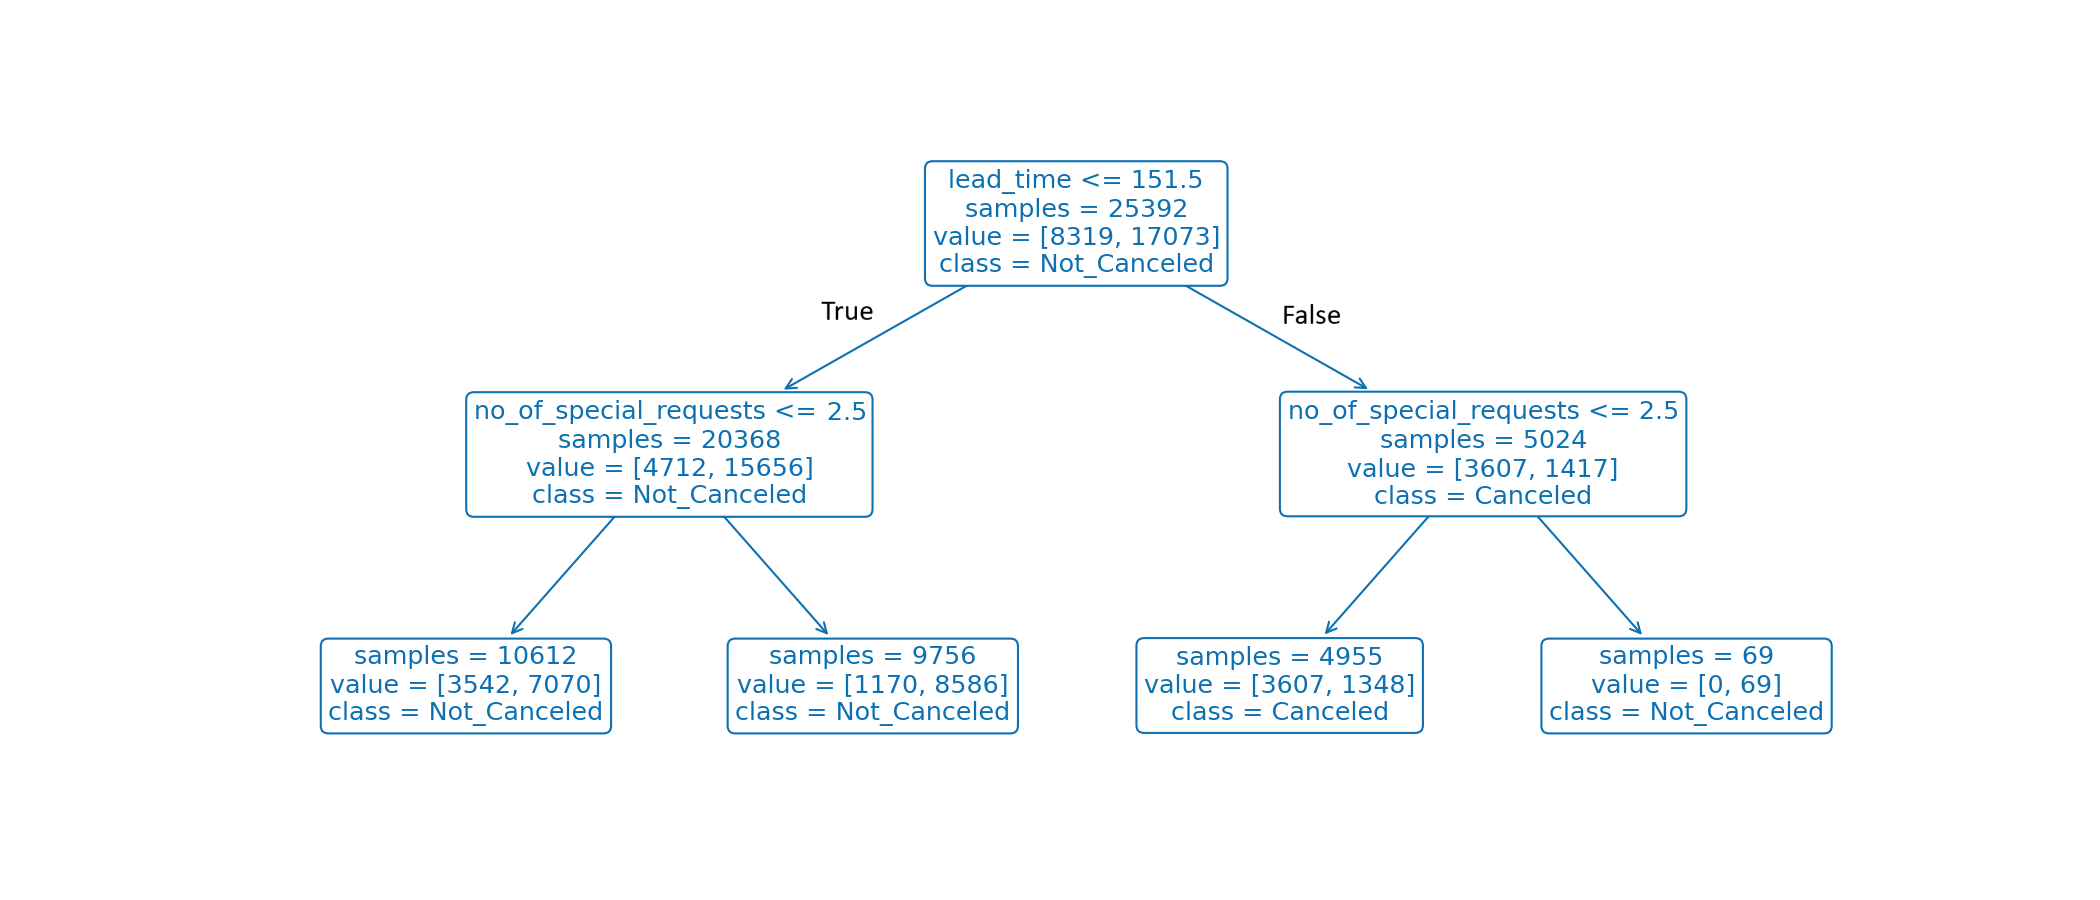 lead_time <= 151.5
samples = 25392
value = [8319, 17073]
class = Not_Canceled
True
False
no_of_special_requests <= 2.5
samples = 20368
value = [4712, 15656]
class = Not_Canceled
no_of_special_requests <= 2.5
samples = 5024
value = [3607, 1417]
class = Canceled
samples = 10612
value = [3542, 7070]
class = Not_Canceled
samples = 9756
value = [1170, 8586]
class = Not_Canceled
samples = 4955
value = [3607, 1348]
class = Canceled
samples = 69
value = [0, 69]
class = Not_Canceled